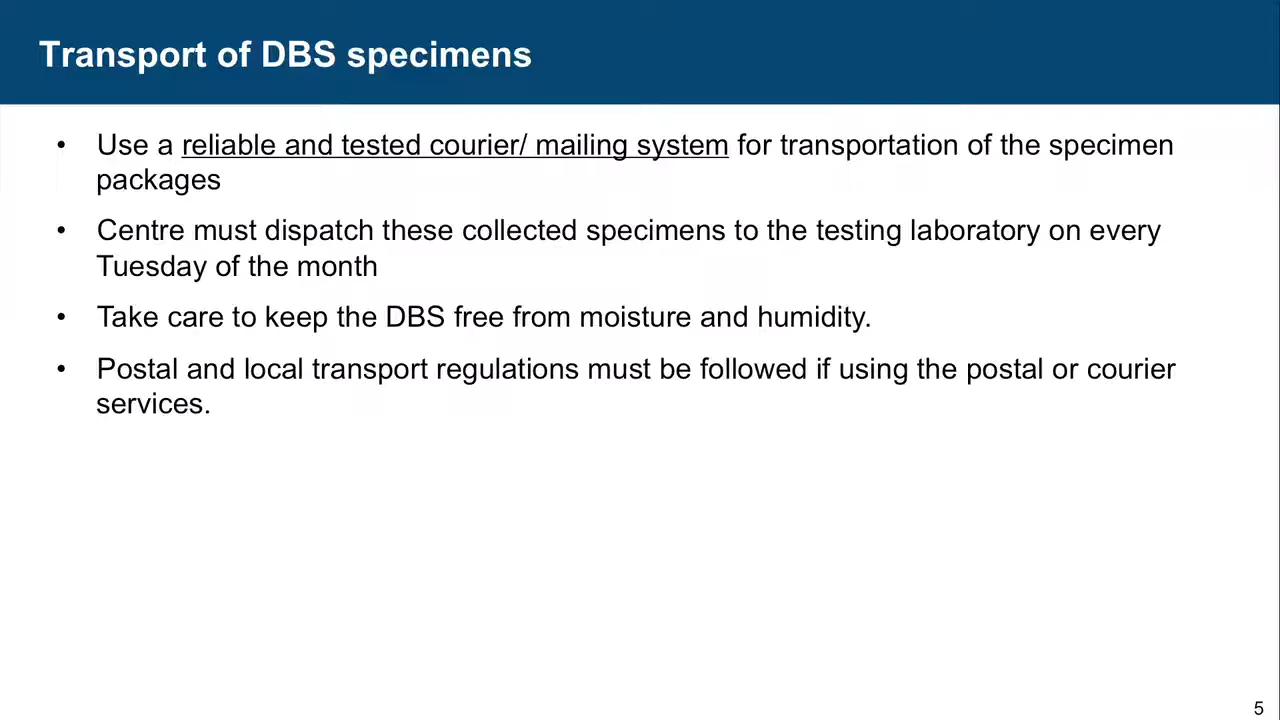 Transport of DBS specimens
• Use a reliable and tested courier/ mailing system for transportation of the specimen
packages
• Centre must dispatch these collected specimens to the testing laboratory on every
Tuesday of the month
• Take care to keep the DBS free from moisture and humidity.
• Postal and local transport regulations must be followed if using the postal or courier
services.
5